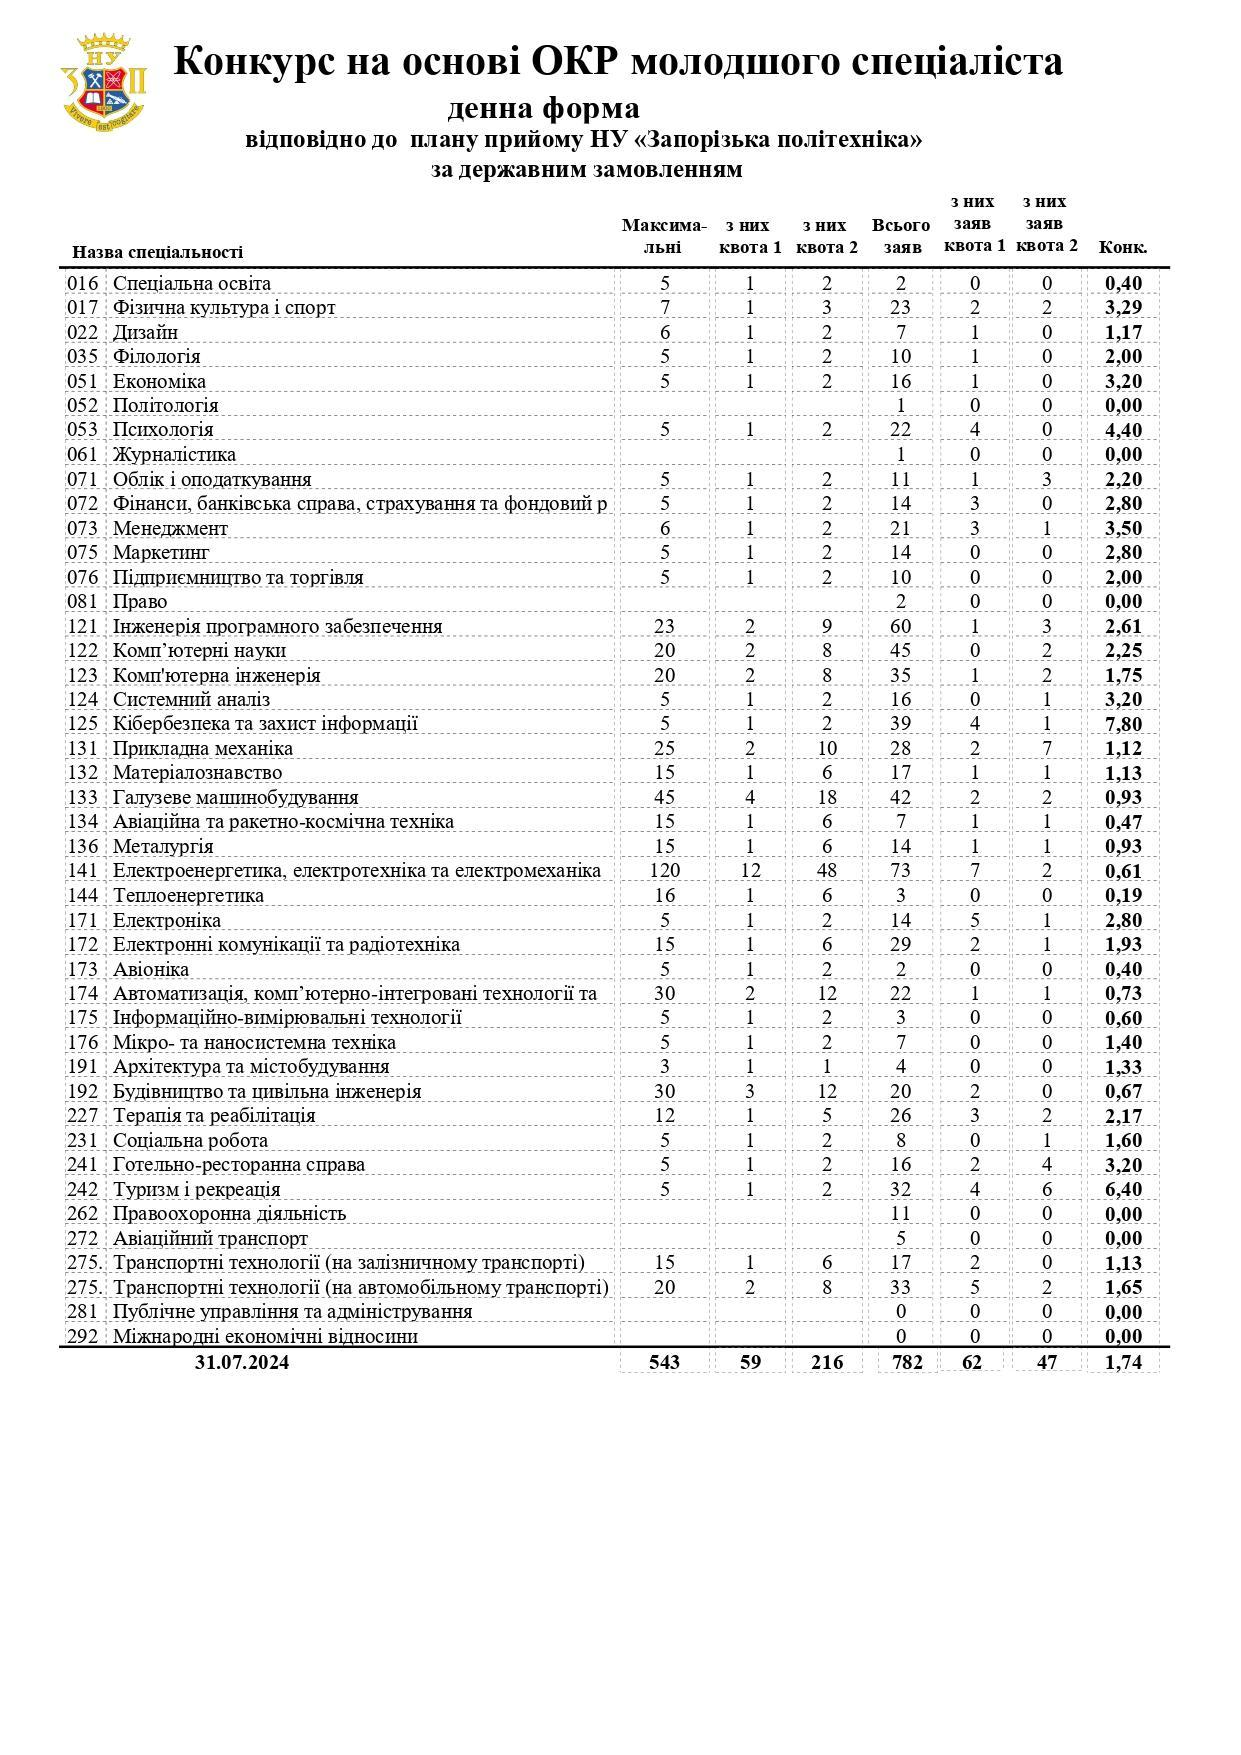 НУ
З П
Vivere est cogitare
Конкурс на основі ОКР молодшого спеціаліста
денна форма
відповідно до плану прийому НУ «Запорізька політехніка»
за державним замовленням
Назва спеціальності Максима-льні з них квота 1 з них квота 2 Всього заяв з них заяв квота 1 з них заяв квота 2 Конк.
016 Спеціальна освіта 5 1 2 2 0 0 0,40
017 Фізична культура і спорт 7 1 3 23 2 2 3,29
022 Дизайн 6 1 2 7 1 0 1,17
035 Філологія 5 1 2 10 1 0 2,00
051 Економіка 5 1 2 16 1 0 3,20
052 Політологія 1 0 0 0,00
053 Психологія 5 1 2 22 4 0 4,40
061 Журналістика 1 0 0 0,00
071 Облік і оподаткування 5 1 2 11 1 3 2,20
072 Фінанси, банківська справа, страхування та фондовий р 5 1 2 14 3 0 2,80
073 Менеджмент 6 1 2 21 3 1 3,50
075 Маркетинг 5 1 2 14 0 0 2,80
076 Підприємництво та торгівля 5 1 2 10 0 0 2,00
081 Право 2 0 0 0,00
121 Інженерія програмного забезпечення 23 2 9 60 1 3 2,61
122 Комп’ютерні науки 20 2 8 45 0 2 2,25
123 Комп'ютерна інженерія 20 2 8 35 1 2 1,75
124 Системний аналіз 5 1 2 16 0 1 3,20
125 Кібербезпека та захист інформації 5 1 2 39 4 1 7,80
131 Прикладна механіка 25 2 10 28 2 7 1,12
132 Матеріалознавство 15 1 6 17 1 1 1,13
133 Галузеве машинобудування 45 4 18 42 2 2 0,93
134 Авіаційна та ракетно-космічна техніка 15 1 6 7 1 1 0,47
136 Металургія 15 1 6 14 1 1 0,93
141 Електроенергетика, електротехніка та електромеханіка 120 12 48 73 7 2 0,61
144 Теплоенергетика 16 1 6 3 0 0 0,19
171 Електроніка 5 1 2 14 5 1 2,80
172 Електронні комунікації та радіотехніка 15 1 6 29 2 1 1,93
173 Авіоніка 5 1 2 2 0 0 0,40
174 Автоматизація, комп’ютерно-інтегровані технології та 30 2 12 22 1 1 0,73
175 Інформаційно-вимірювальні технології 5 1 2 3 0 0 0,60
176 Мікро- та наносистемна техніка 5 1 2 7 0 0 1,40
191 Архітектура та містобудування 3 1 1 4 0 0 1,33
192 Будівництво та цивільна інженерія 30 3 12 20 2 0 0,67
227 Терапія та реабілітація 12 1 5 26 3 2 2,17
231 Соціальна робота 5 1 2 8 0 1 1,60
241 Готельно-ресторанна справа 5 1 2 16 2 4 3,20
242 Туризм і рекреація 5 1 2 32 4 6 6,40
262 Правоохоронна діяльність 11 0 0 0,00
272 Авіаційний транспорт 5 0 0 0,00
275. Транспортні технології (на залізничному транспорті) 15 1 6 17 2 0 1,13
275. Транспортні технології (на автомобільному транспорті) 20 2 8 33 5 2 1,65
281 Публічне управління та адміністрування 0 0 0 0,00
292 Міжнародні економічні відносини 0 0 0 0,00
31.07.2024 543 59 216 782 62 47 1,74